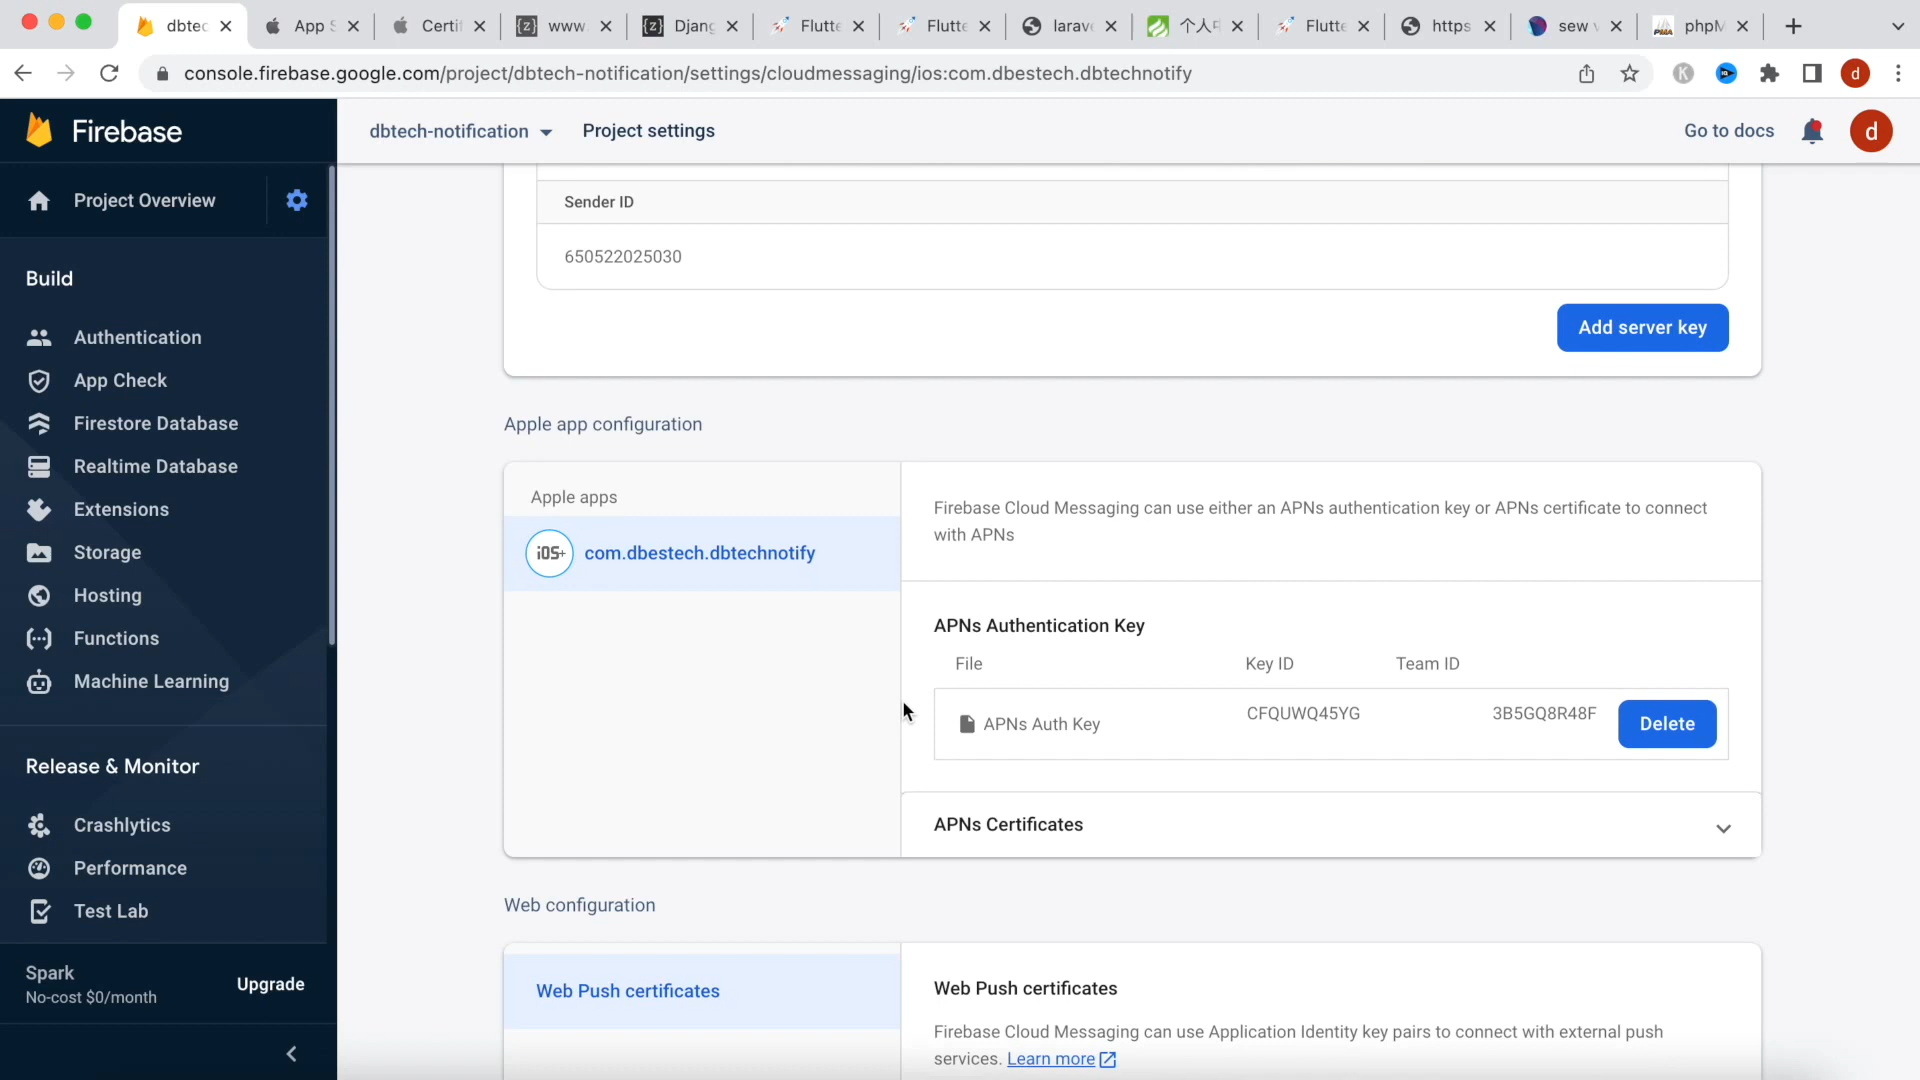 dbtec
App S
Certif
www.
Djang
Flutte
Flutte
larave
个人中
Flutte
https
sew v
phpM
console.firebase.google.com/project/dbtech-notification/settings/cloudmessaging/ios:com.dbestech.dbtechnotify
d
Firebase
dbtech-notification
Project settings
Go to docs
d
Project Overview
Build
Authentication
App Check
Firestore Database
Realtime Database
Extensions
Storage
Hosting
Functions
Machine Learning
Release & Monitor
Crashlytics
Performance
Test Lab
Spark
No-cost $0/month
Upgrade
Sender ID
650522025030
Add server key
Apple app configuration
Apple apps
iOS+
com.dbestech.dbtechnotify
Firebase Cloud Messaging can use either an APNs authentication key or APNs certificate to connect
with APNs
APNs Authentication Key
File Key ID Team ID
APNs Auth Key CFQUWQ45YG 3B5GQ8R48F Delete
APNs Certificates
Web configuration
Web Push certificates
Web Push certificates
Firebase Cloud Messaging can use Application Identity key pairs to connect with external push
services. Learn more